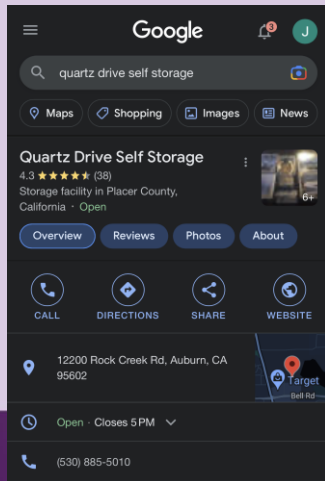 Google
3
J
quartz drive self storage
Maps
Shopping
Images
News
Quartz Drive Self Storage
4.3 ★★★★★ (38)
Storage facility in Placer County,
California · Open
6+
Overview
Reviews
Photos
About
CALL
DIRECTIONS
SHARE
WEBSITE
12200 Rock Creek Rd, Auburn, CA
95602
Target
Bell Rd
Open · Closes 5 PM
(530) 885-5010